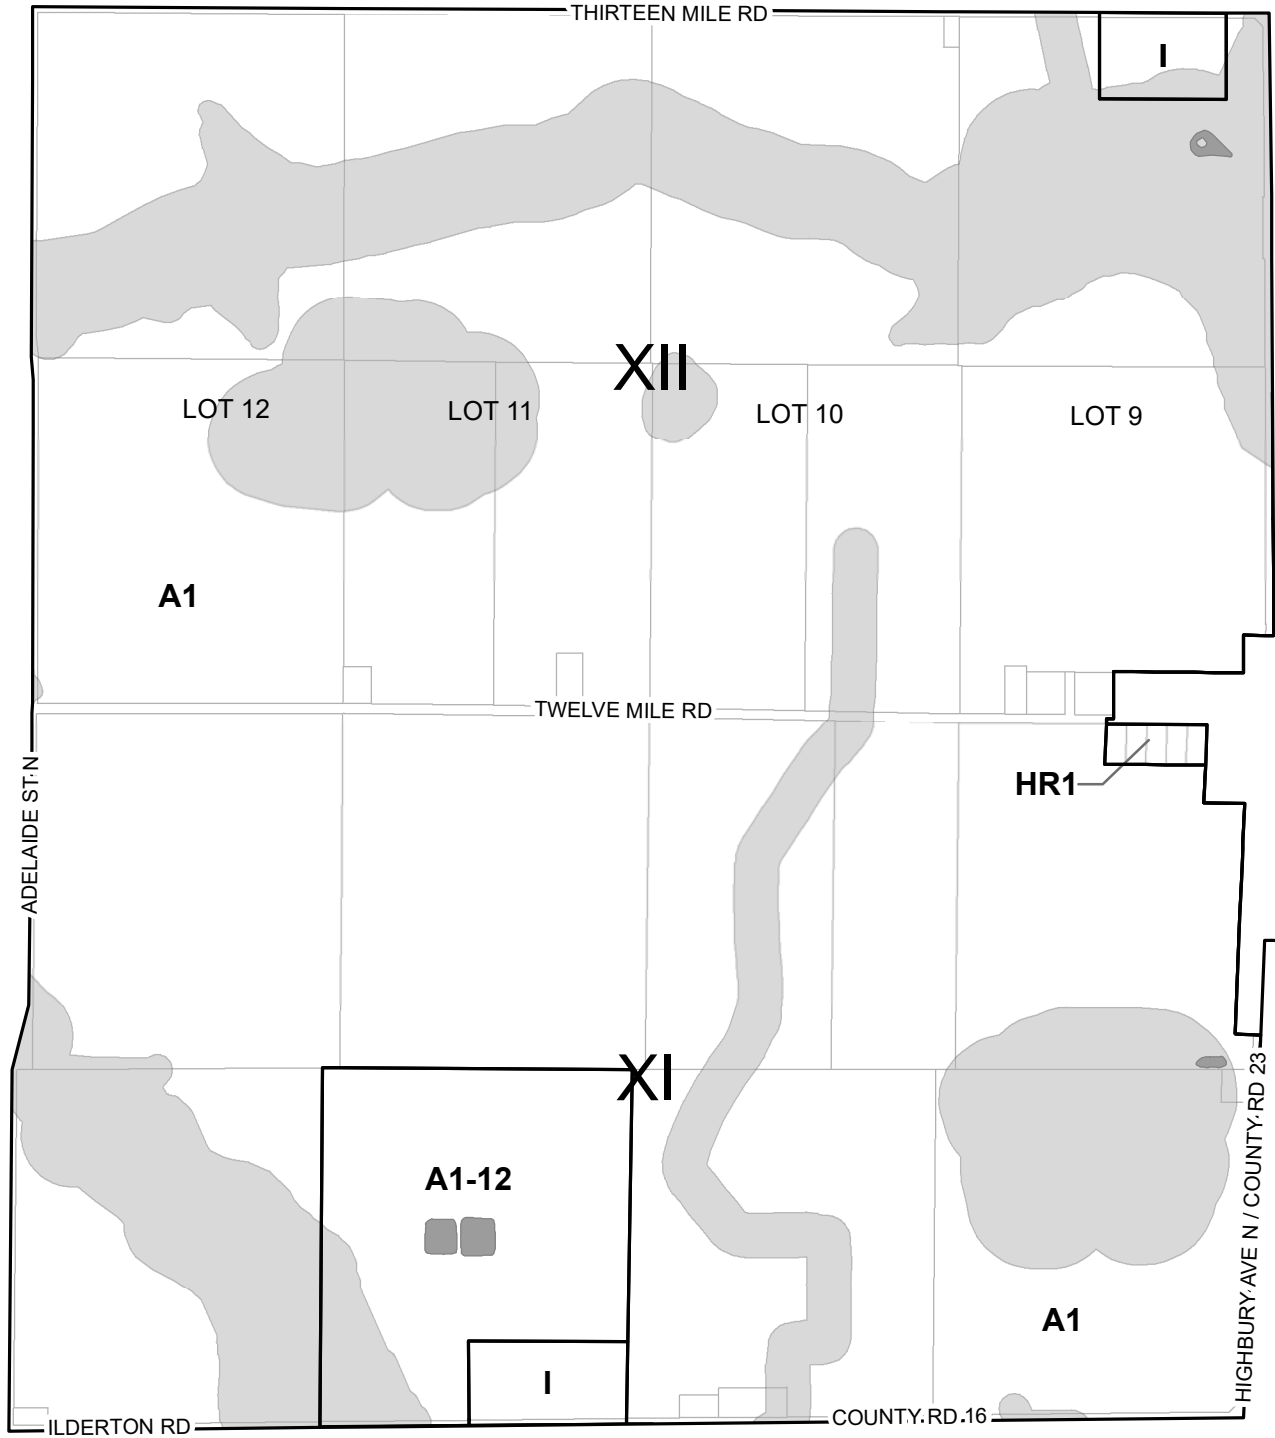 THIRTEEN MILE RD
I
XII
LOT 12
LOT 11
LOT 10
LOT 9
A1
TWELVE MILE RD
HR1
ADELAIDE ST N
XI
A1-12
HIGHBURY AVE N / COUNTY RD 23
A1
I
ILDERTON RD
COUNTY RD 16